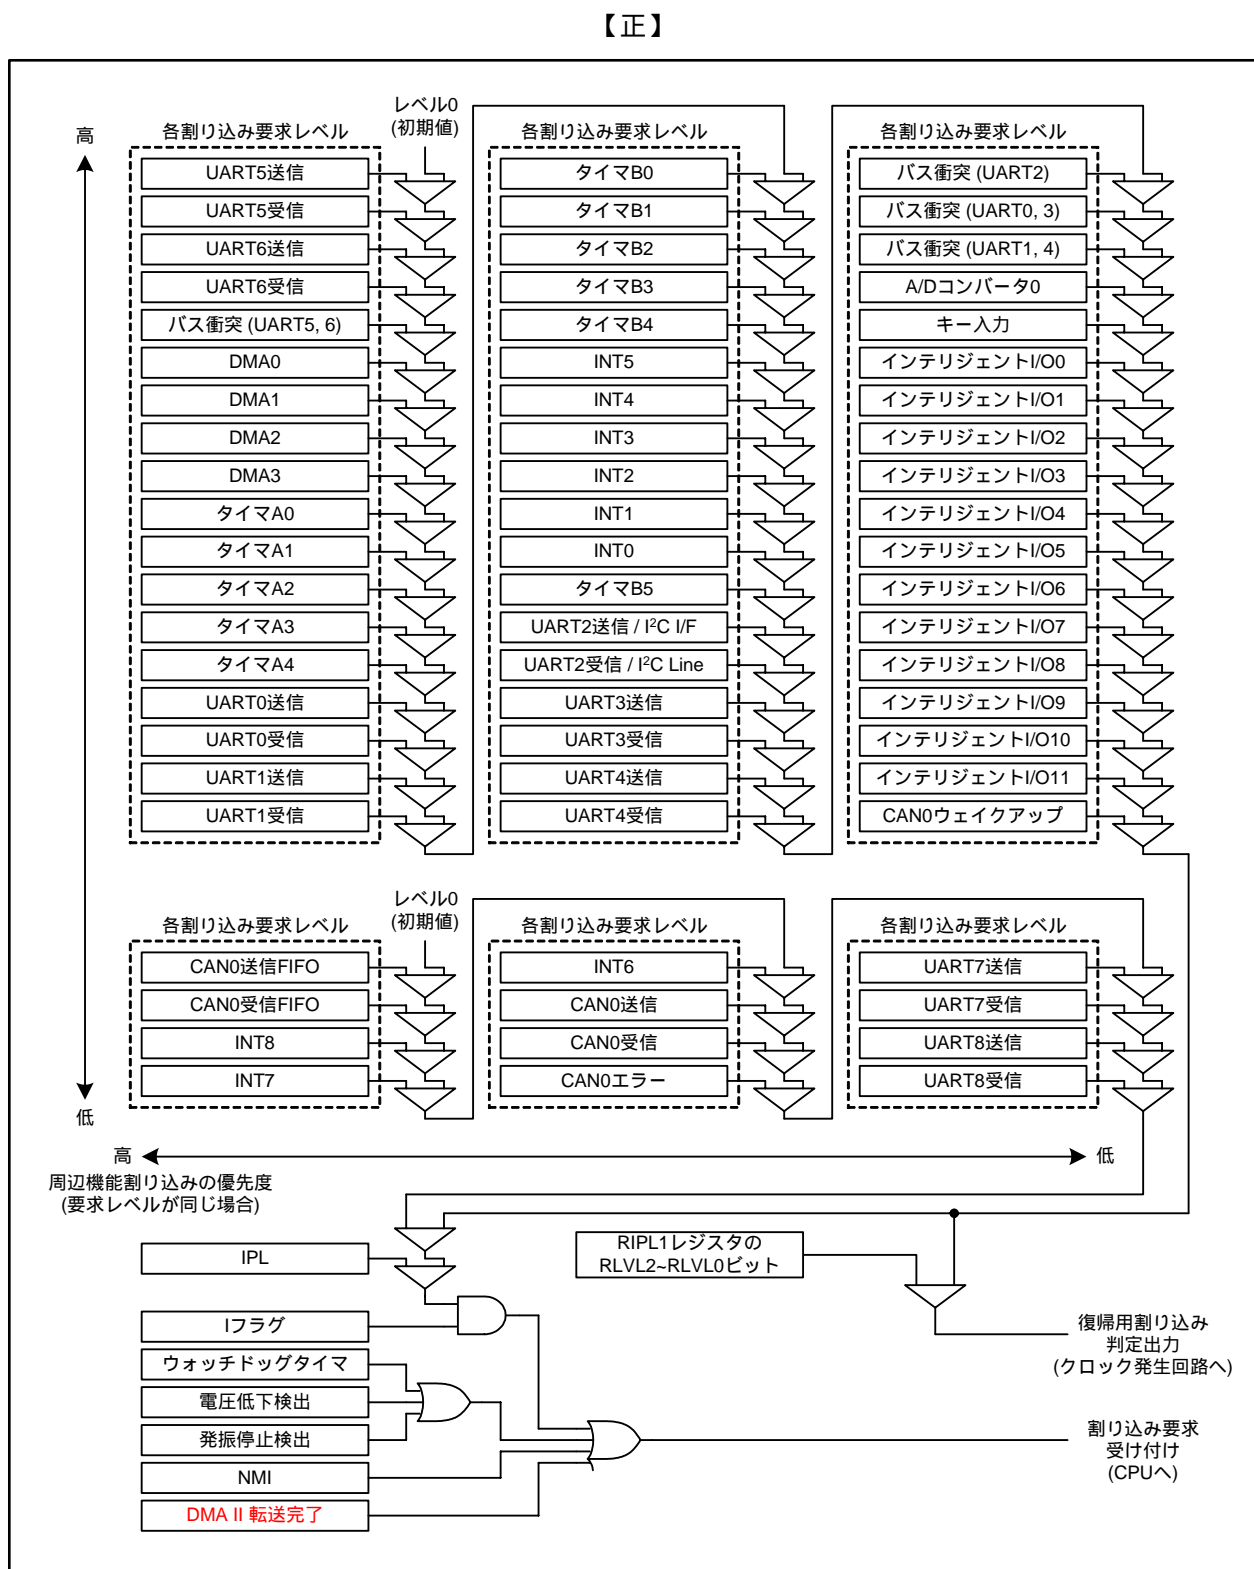 【正】
高
レベル0
(初期値)
各割り込み要求レベル
UART5送信
UART5受信
UART6送信
UART6受信
バス衝突 (UART5, 6)
DMA0
DMA1
DMA2
DMA3
タイマA0
タイマA1
タイマA2
タイマA3
タイマA4
UART0送信
UART0受信
UART1送信
UART1受信
各割り込み要求レベル
タイマB0
タイマB1
タイマB2
タイマB3
タイマB4
INT5
INT4
INT3
INT2
INT1
INT0
タイマB5
UART2送信 / I²C I/F
UART2受信 / I²C Line
UART3送信
UART3受信
UART4送信
UART4受信
各割り込み要求レベル
バス衝突 (UART2)
バス衝突 (UART0, 3)
バス衝突 (UART1, 4)
A/Dコンバータ0
キー入力
インテリジェントI/O0
インテリジェントI/O1
インテリジェントI/O2
インテリジェントI/O3
インテリジェントI/O4
インテリジェントI/O5
インテリジェントI/O6
インテリジェントI/O7
インテリジェントI/O8
インテリジェントI/O9
インテリジェントI/O10
インテリジェントI/O11
CAN0ウェイクアップ
レベル0
(初期値)
各割り込み要求レベル
CAN0送信FIFO
CAN0受信FIFO
INT8
INT7
各割り込み要求レベル
INT6
CAN0送信
CAN0受信
CAN0エラー
各割り込み要求レベル
UART7送信
UART7受信
UART8送信
UART8受信
低
高
低
周辺機能割り込みの優先度
(要求レベルが同じ場合)
IPL
RIPL1レジスタの
RLVL2~RLVL0ビット
Iフラグ
ウォッチドッグタイマ
電圧低下検出
発振停止検出
NMI
DMA II 転送完了
復帰用割り込み
判定出力
(クロック発生回路へ)
割り込み要求
受け付け
(CPUへ)